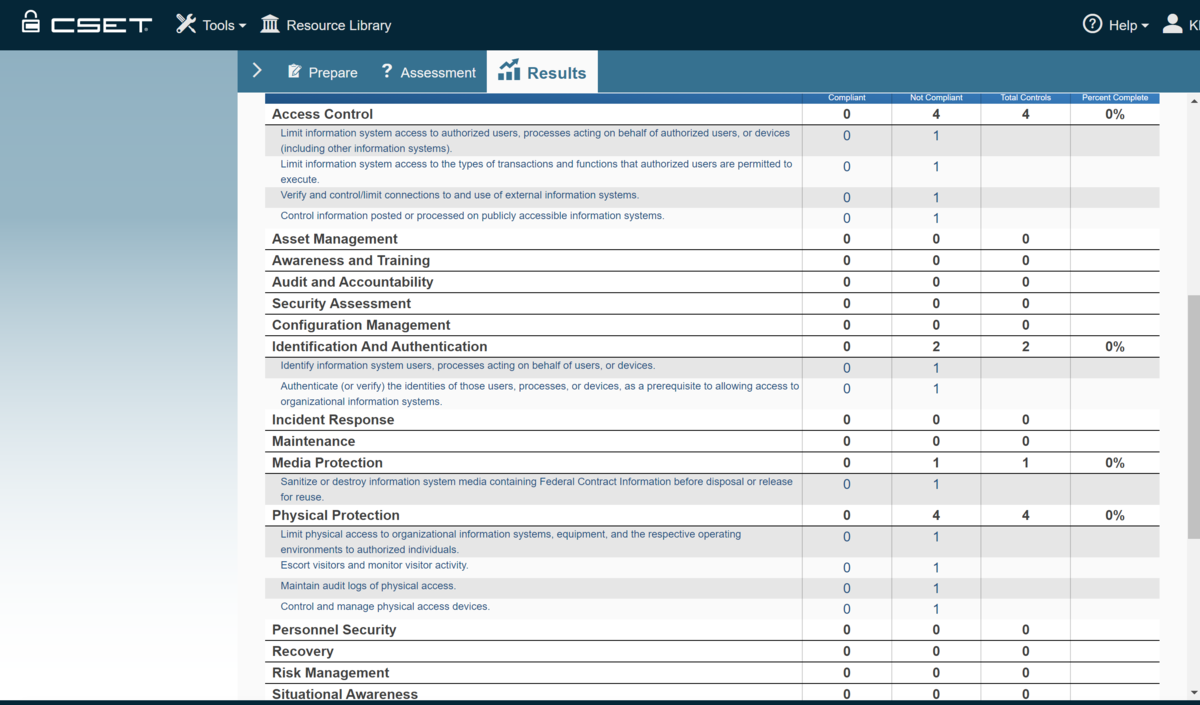 CSET Tools Resource Library Help
Prepare ? Assessment Results
Compliant Not Compliant Total Controls Percent Complete
Access Control 0 4 4 0%
Limit information system access to authorized users, processes acting on behalf of authorized users, or devices
(including other information systems). 0 1
Limit information system access to the types of transactions and functions that authorized users are permitted to
execute. 0 1
Verify and control/limit connections to and use of external information systems. 0 1
Control information posted or processed on publicly accessible information systems. 0 1
Asset Management 0 0 0
Awareness and Training 0 0 0
Audit and Accountability 0 0 0
Security Assessment 0 0 0
Configuration Management 0 0 0
Identification And Authentication 0 2 2 0%
Identify information system users, processes acting on behalf of users, or devices. 0 1
Authenticate (or verify) the identities of those users, processes, or devices, as a prerequisite to allowing access to
organizational information systems. 0 1
Incident Response 0 0 0
Maintenance 0 0 0
Media Protection 0 1 1 0%
Sanitize or destroy information system media containing Federal Contract Information before disposal or release
for reuse. 0 1
Physical Protection 0 4 4 0%
Limit physical access to organizational information systems, equipment, and the respective operating
environments to authorized individuals. 0 1
Escort visitors and monitor visitor activity. 0 1
Maintain audit logs of physical access. 0 1
Control and manage physical access devices. 0 1
Personnel Security 0 0 0
Recovery 0 0 0
Risk Management 0 0 0
Situational Awareness 0 0 0